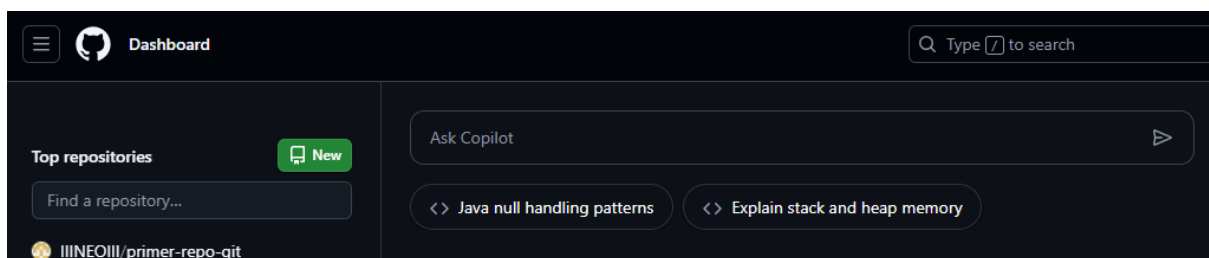 Dashboard
Type / to search
Top repositories
New
Find a repository...
IIINEOIII/primer-repo-git
Ask Copilot
Java null handling patterns
Explain stack and heap memory